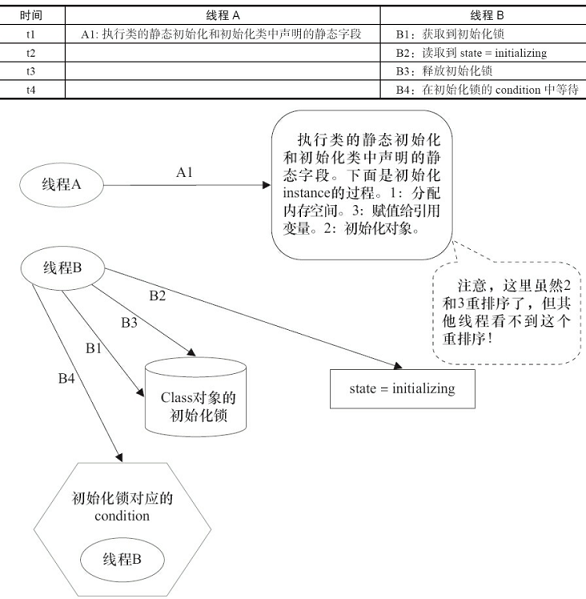 时间 线程 A 线程 B
t1 A1: 执行类的静态初始化和初始化类中声明的静态字段 B1：获取到初始化锁
t2 B2：读取到 state = initializing
t3 B3：释放初始化锁
t4 B4：在初始化锁的 condition 中等待
执行类的静态初始化
和初始化类中声明的静
态字段。下面是初始化
instance的过程。1：分配
内存空间。3：赋值给引用
变量。2：初始化对象。
线程A
A1
线程B
注意，这里虽然2
和3重排序了，但其
他线程看不到这个
重排序！
B2
B3
B1
B4
Class对象的
初始化锁
state = initializing
初始化锁对应的
condition
线程B